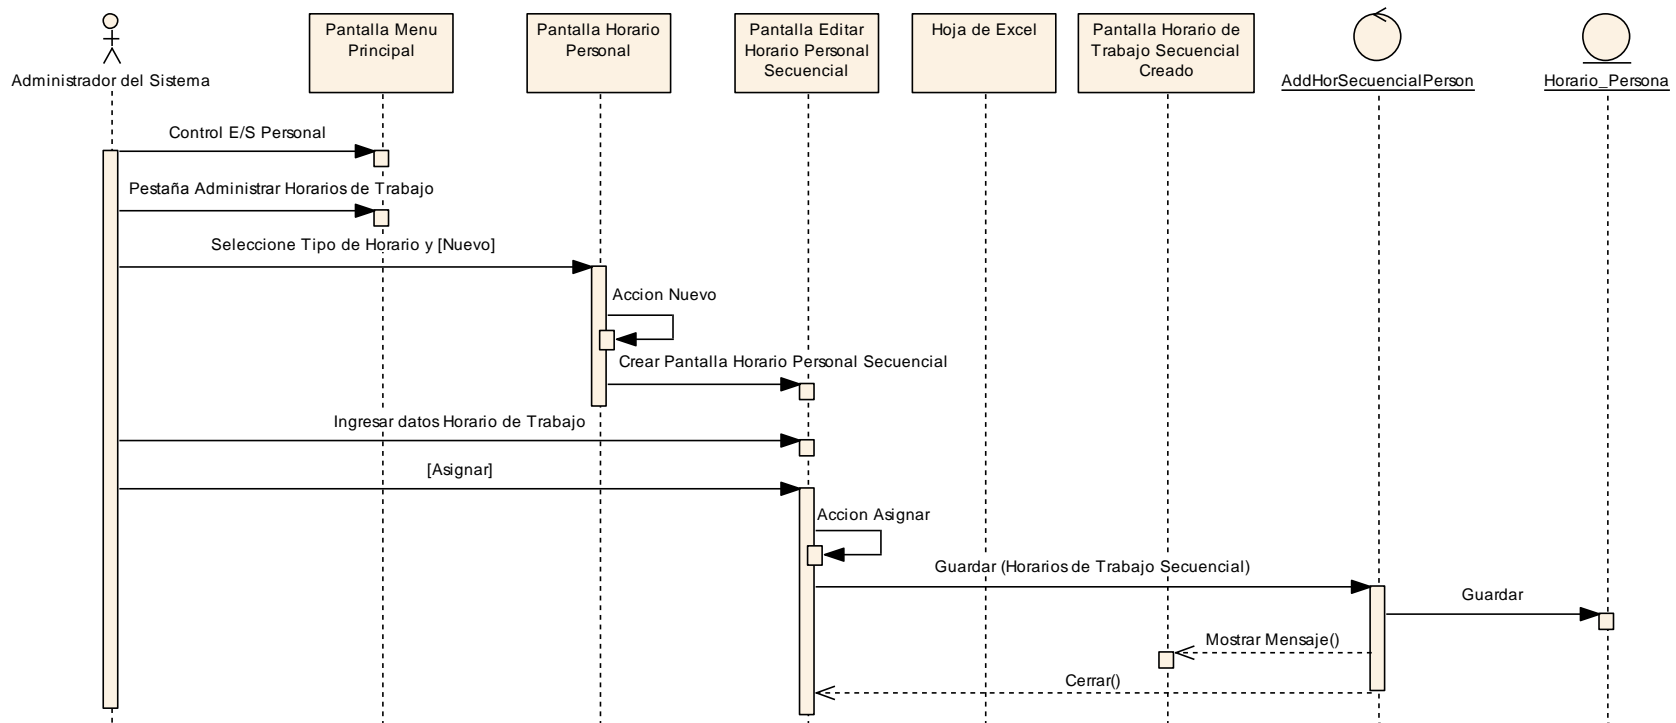 Administrador del Sistema
Pantalla Menu
Principal
Pantalla Horario
Personal
Pantalla Editar
Horario Personal
Secuencial
Hoja de Excel
Pantalla Horario de
Trabajo Secuencial
Creado
AddHorSecuencialPerson
Horario_Persona
Control E/S Personal
Pestaña Administrar Horarios de Trabajo
Seleccione Tipo de Horario y [Nuevo]
Accion Nuevo
Crear Pantalla Horario Personal Secuencial
Ingresar datos Horario de Trabajo
[Asignar]
Accion Asignar
Guardar (Horarios de Trabajo Secuencial)
Guardar
Mostrar Mensaje()
Cerrar()